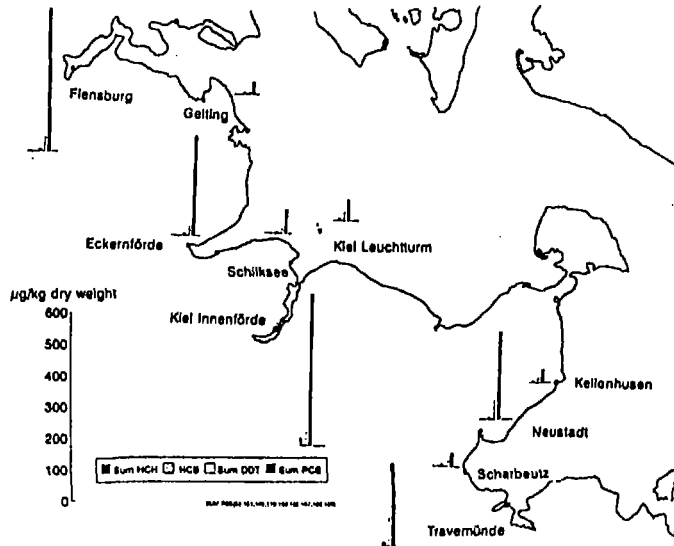 Flensburg
Gelting
Eckernförde
Kiel Leuchtturm
Schilksee
µg/kg dry weight
Kiel Innenförde
600
500
400
300
200
100
0
Kellenhusen
Neustadt
Sum HCH HCB Sum DDT Sum PCB
Scharbeutz
Travemünde